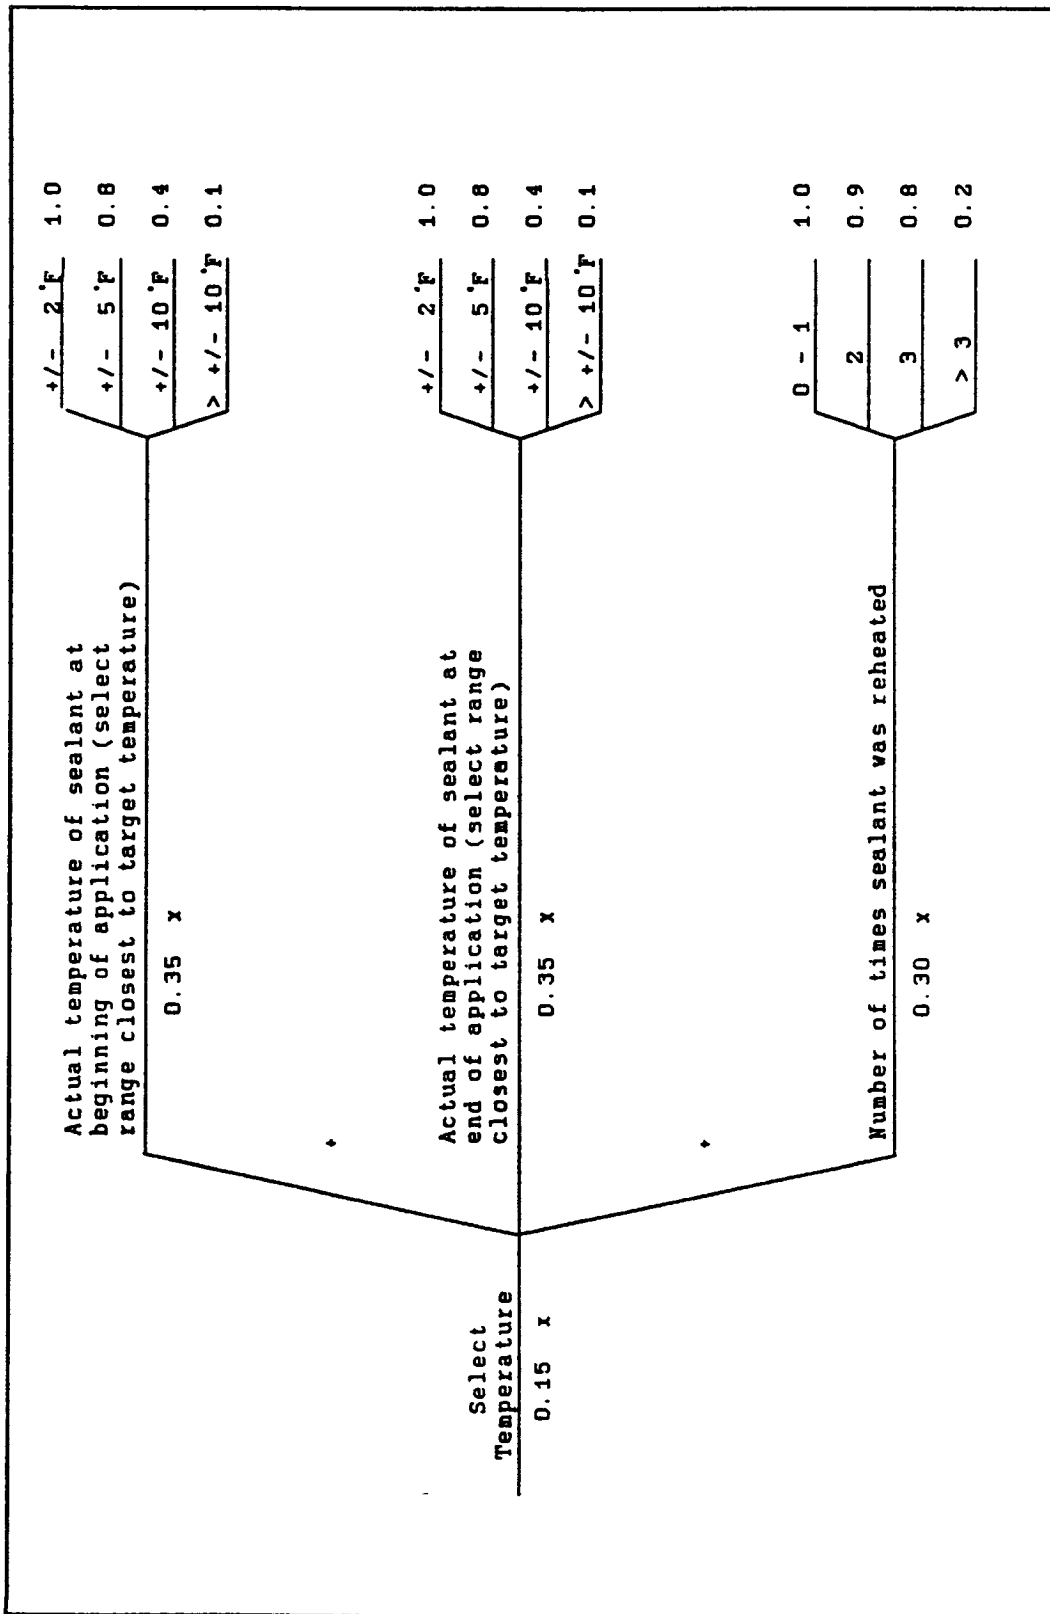 Actual temperature of sealant at
beginning of application (select
range closest to target temperature)
0.35 x
+/- 2°F 1.0
+/- 5°F 0.8
+/- 10°F 0.4
> +/- 10°F 0.1
+
Select
Temperature
0.15 x
Actual temperature of sealant at
end of application (select range
closest to target temperature)
0.35 x
+/- 2°F 1.0
+/- 5°F 0.8
+/- 10°F 0.4
> +/- 10°F 0.1
+
Number of times sealant was reheated
0.30 x
0 - 1 1.0
2 0.9
3 0.8
> 3 0.2